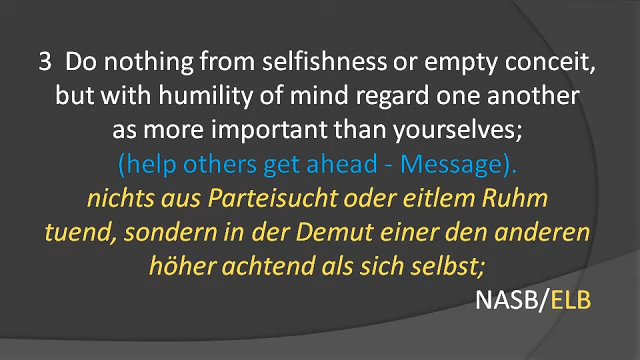 3  Do nothing from selfishness or empty conceit,
but with humility of mind regard one another
as more important than yourselves;
(help others get ahead - Message).
nichts aus Parteisucht oder eitlem Ruhm
tuend, sondern in der Demut einer den anderen
höher achtend als sich selbst;
NASB/ELB